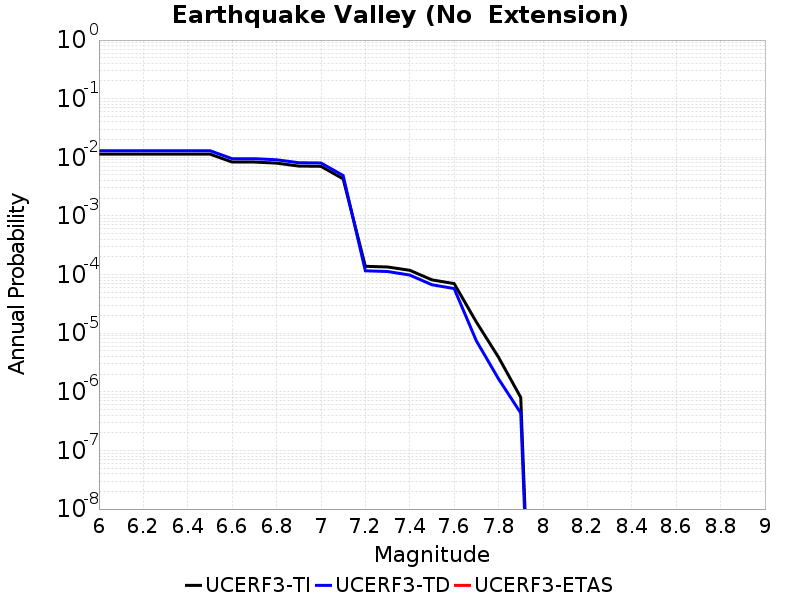 Earthquake Valley (No  Extension)
10^0
10^-1
10^-2
10^-3
10^-4
10^-5
10^-6
10^-7
10^-8
Annual Probability
6 6.2 6.4 6.6 6.8 7 7.2 7.4 7.6 7.8 8 8.2 8.4 8.6 8.8 9
Magnitude
UCERF3-TI UCERF3-TD UCERF3-ETAS